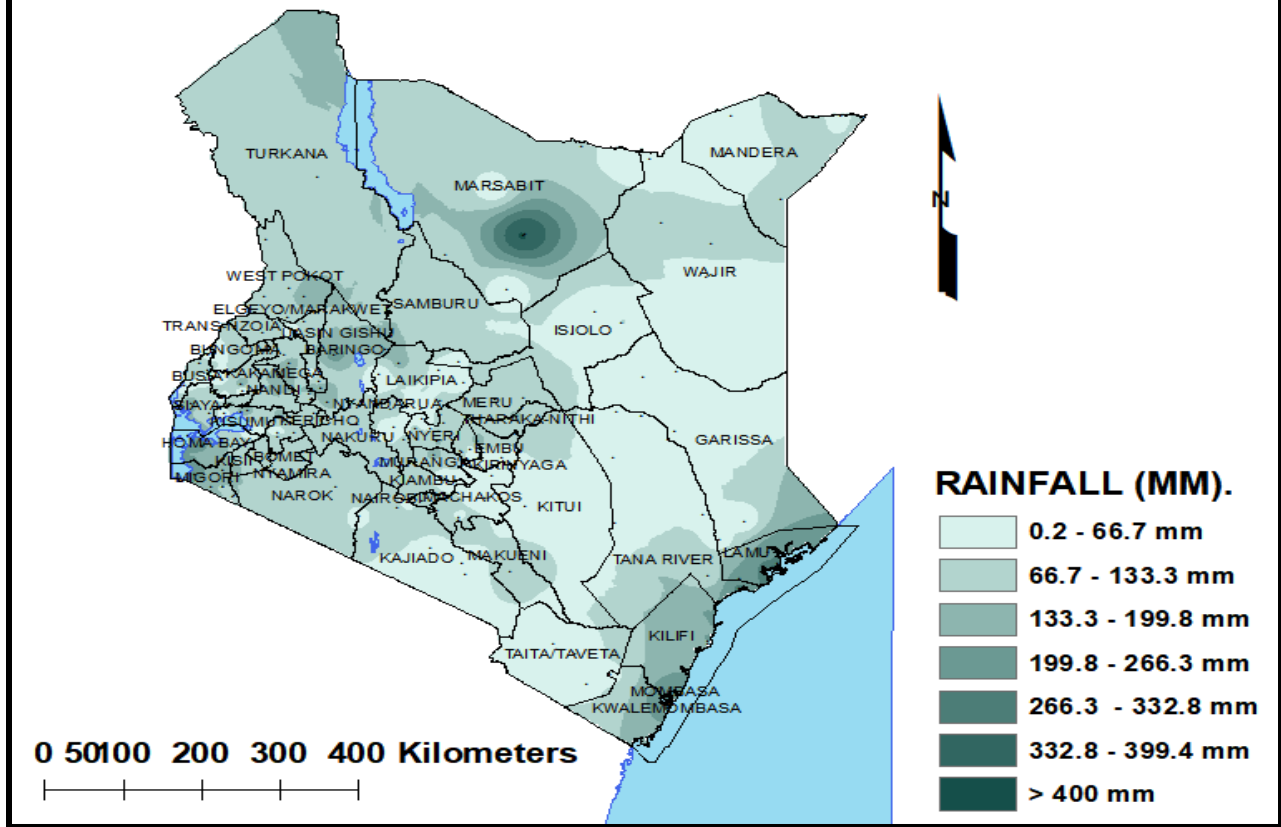 TURKANA
MANDERA
MARSABIT
N
WAJIR
WEST POKOT
ELGEYO/MARAKWET
SAMBURU
TRANS-NZOIA
UASIN GISHU
ISIOLO
BUNGOMA
BARINGO
BUSIA
KAKAMEGA
LAIKIPIA
NANDI
SIAYA
NYANDARUA
MERU
KISUMU
KERICHO
THARAKA-NITHI
HOMA BAY
NAKURU
NYERI
GARISSA
KISII
BOMET
MURANGA
EMBU
KIRINYAGA
MIGORI
NYAMIRA
KIAMBU
NAROK
NAIROBI
MACHAKOS
KITUI
KAJIADO
MAKUENI
TANA RIVER
LAMU
KILIFI
TAITA/TAVETA
MOMBASA
KWALEMOMBASA
RAINFALL (MM).
0.2 - 66.7 mm
66.7 - 133.3 mm
133.3 - 199.8 mm
199.8 - 266.3 mm
266.3 - 332.8 mm
332.8 - 399.4 mm
> 400 mm
0 50100 200 300 400 Kilometers